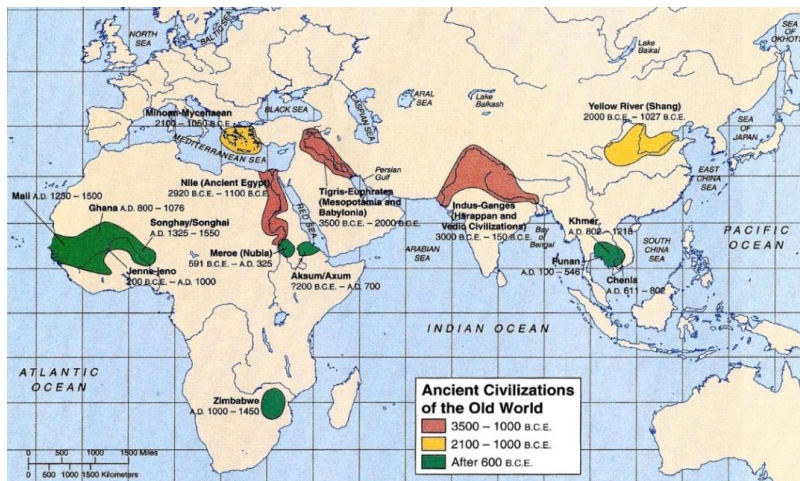 NORTH
SEA
BALTIC SEA
Lake
Baikal
SEA
OF
OKHOTS
ARAL
SEA
Lake
Balkash
CASPIAN SEA
BLACK SEA
Minoan-Mycenaean
2100 – 1050 B.C.E.
MEDITERRANEAN SEA
Yellow River (Shang)
2000 B.C.E. – 1027 B.C.E.
SEA
OF
JAPAN
EAST
CHINA
SEA
Persian
Gulf
Nile (Ancient Egypt)
2920 B.C.E. – 1100 B.C.E.
Tigris-Euphrates
(Mesopotamia and
Babylonia)
3500 B.C.E. – 2000 B.C.E.
RED SEA
Mali A.D. 1230 – 1500
Ghana A.D. 800 – 1076
Songhay/Songhai
A.D. 1325 – 1550
Jenne-jeno
200 B.C.E. – A.D. 1000
Meroe (Nubia)
591 B.C.E. – A.D. 325
Aksum/Axum
?200 B.C.E. – A.D. 700
ARABIAN
SEA
Indus-Ganges
(Harappan and
Vedic Civilizations)
3000 B.C.E. – 150 B.C.E.
Bay
of
Bengal
Khmer
A.D. 802 – 1218
Funan
A.D. 100 – 546
Chenla
A.D. 611 – 802
SOUTH
CHINA
SEA
PACIFIC
OCEAN
INDIAN OCEAN
ATLANTIC
OCEAN
Zimbabwe
A.D. 1000 – 1450
0 500 1000 1500 Miles
0 500 1000 1500 Kilometers
Ancient Civilizations
of the Old World
3500 – 1000 B.C.E.
2100 – 1000 B.C.E.
After 600 B.C.E.